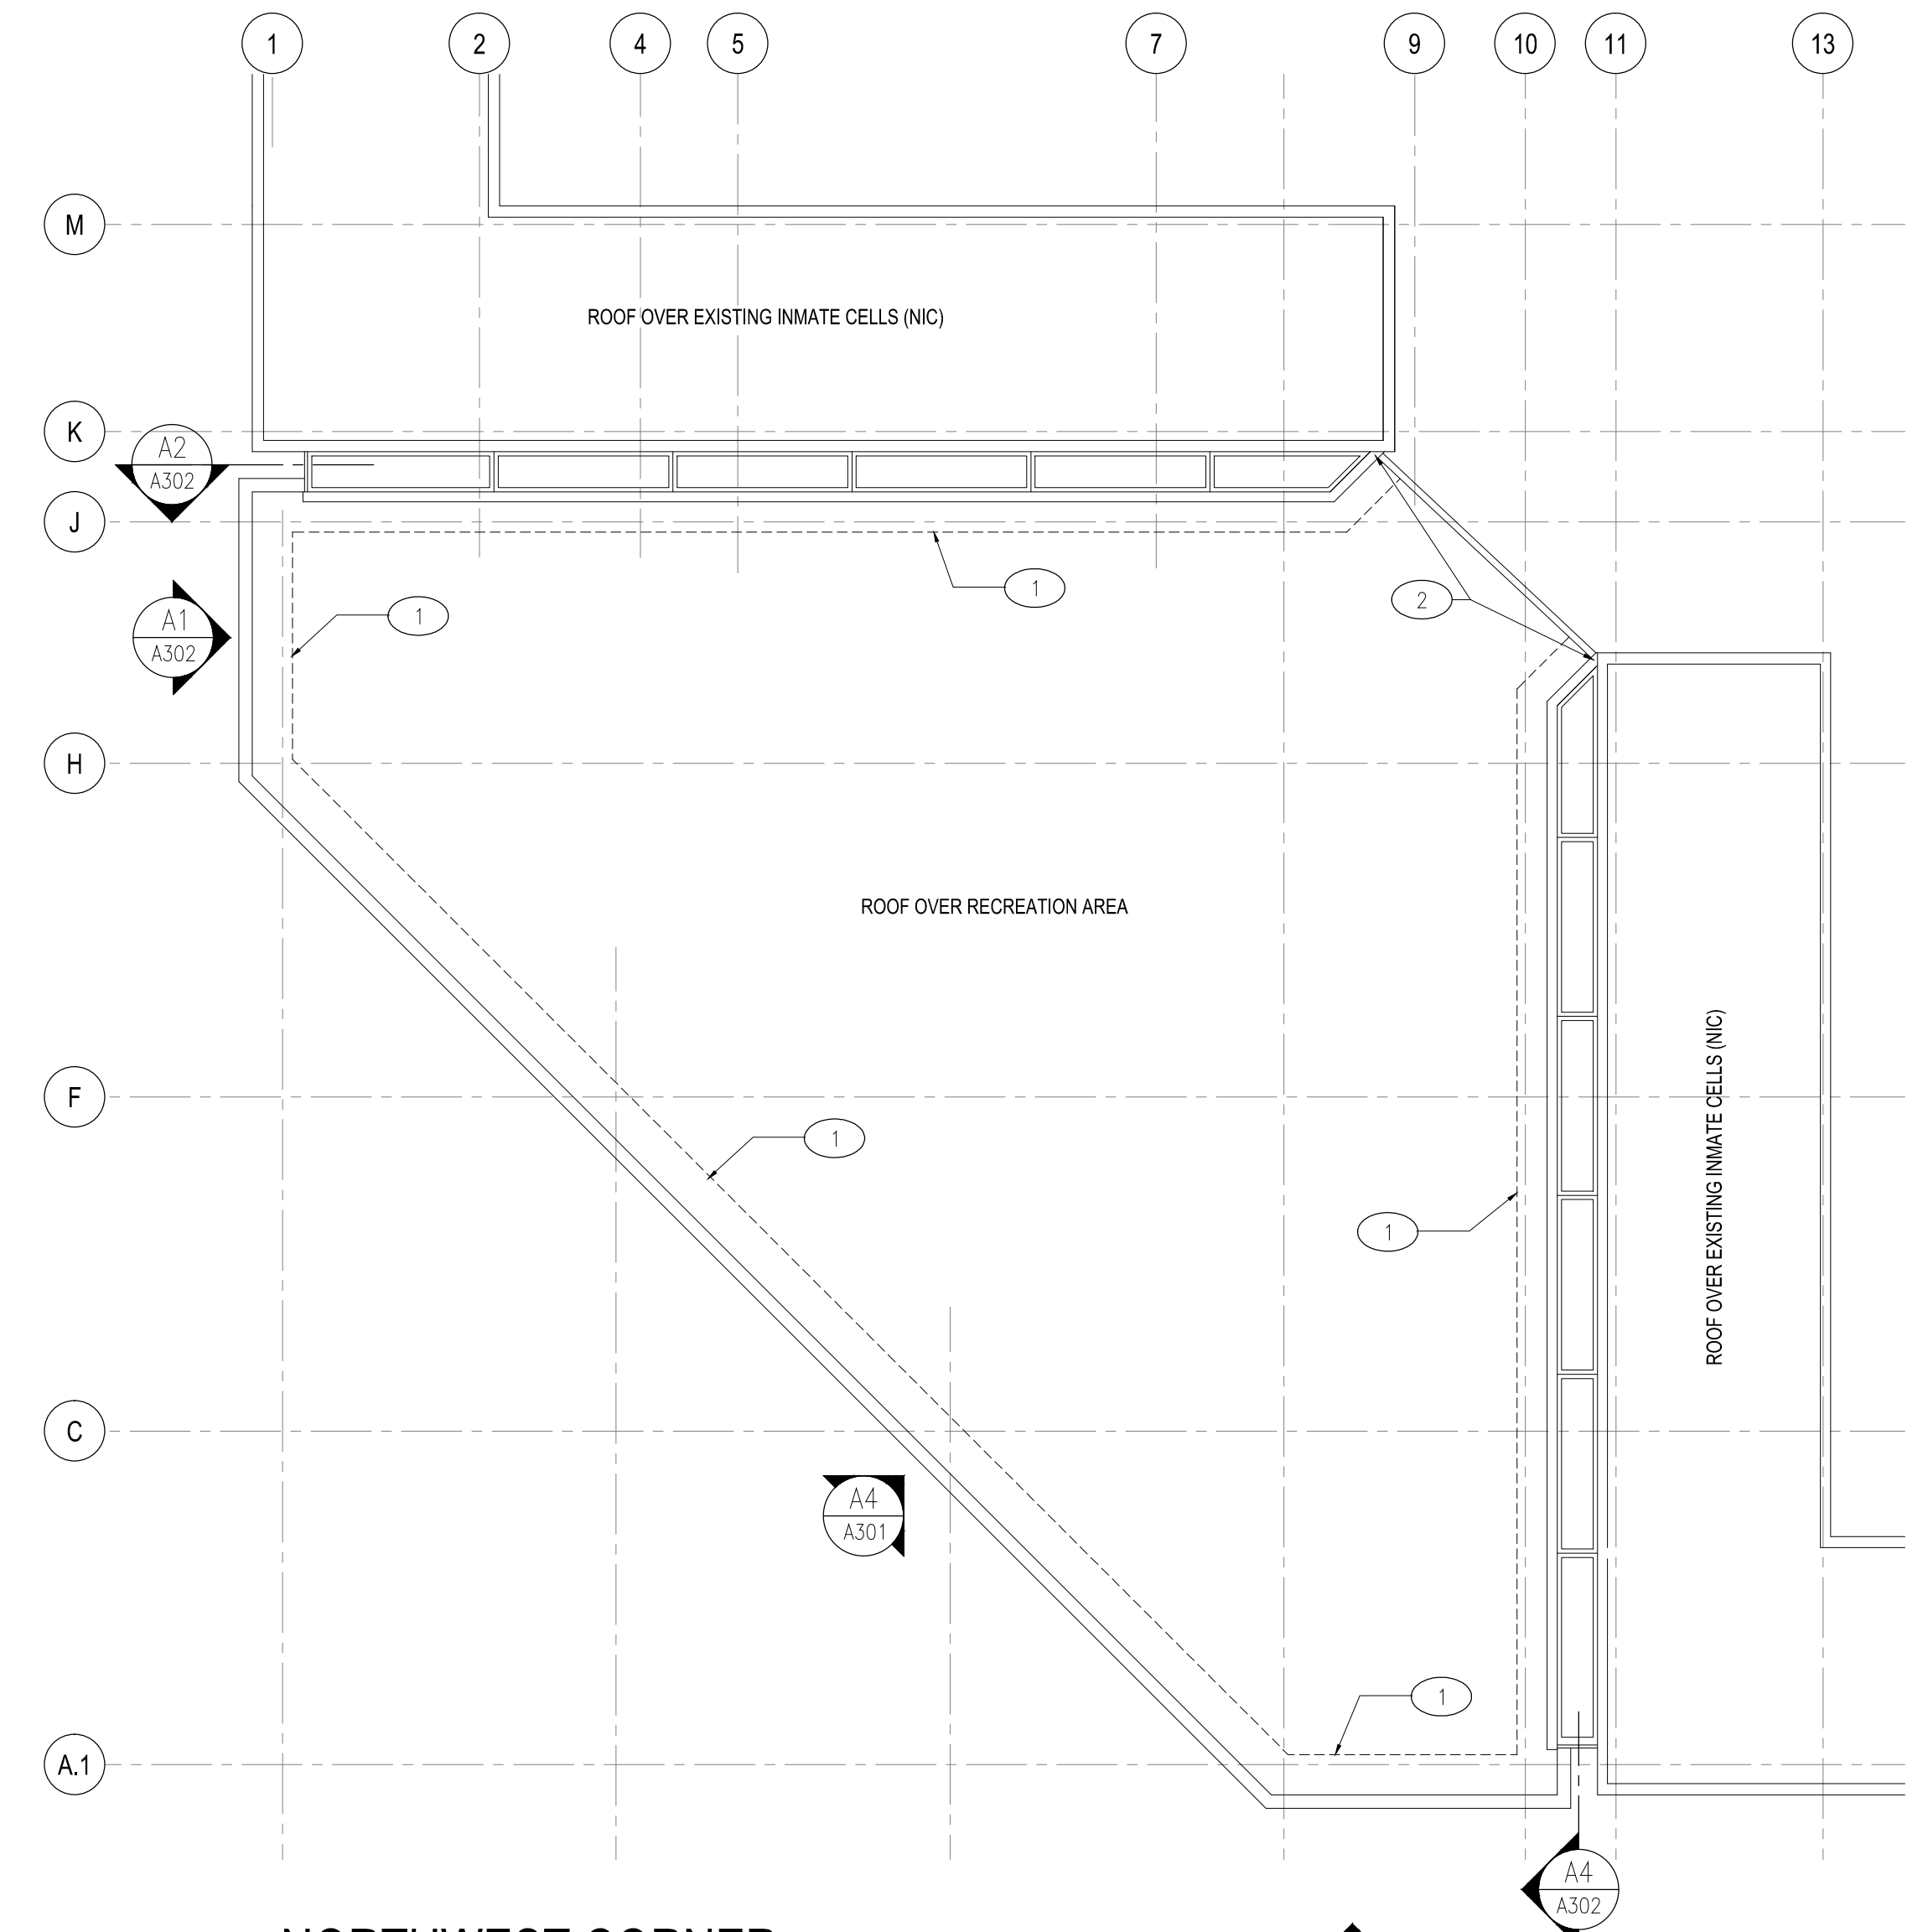 1
2
4
5
7
9
10
11
13
M
ROOF OVER EXISTING INMATE CELLS (NIC)
K
A2
A302
J
1
2
1
A1
A302
H
ROOF OVER RECREATION AREA
ROOF OVER EXISTING INMATE CELLS (NIC)
F
1
1
C
A4
A301
1
A.1
A4
A302
NORTHWEST CORNER